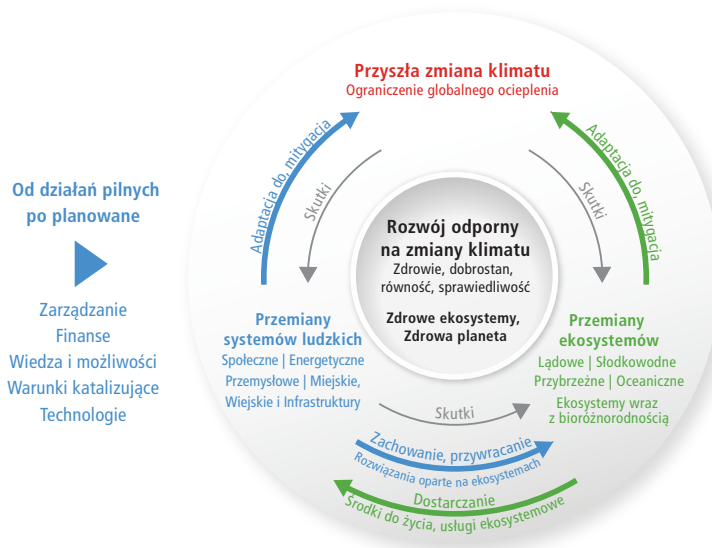 Przyszła zmiana klimatu
Ograniczenie globalnego ocieplenia
Adaptacja do, mitygacja
Skutki
Skutki
Adaptacja do, mitygacja
Od działań pilnych
po planowane
Zarządzanie
Finanse
Wiedza i możliwości
Warunki katalizujące
Technologie
Rozwój odporny
na zmiany klimatu
Zdrowie, dobrostan,
równość, sprawiedliwość
Zdrowe ekosystemy,
Zdrowa planeta
Przemiany
systemów ludzkich
Społeczne | Energetyczne
Przemysłowe | Miejskie,
Wiejskie i Infrastruktury
Przemiany
ekosystemów
Lądowe | Słodkowodne
Przybrzeżne | Oceaniczne
Ekosystemy wraz
z bioróżnorodnością
Skutki
Zachowanie, przywracanie
Rozwiązania oparte na ekosystemach
Dostarczanie
Środki do życia, usługi ekosystemowe